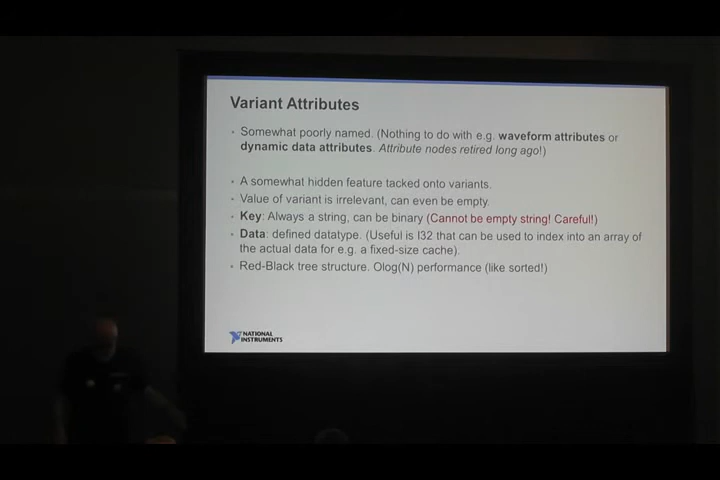 Variant Attributes
• Somewhat poorly named. (Nothing to do with e.g. waveform attributes or
dynamic data attributes. Attribute nodes retired long ago!)
• A somewhat hidden feature tacked onto variants.
• Value of variant is irrelevant, can even be empty.
• Key: Always a string, can be binary (Cannot be empty string! Careful!)
• Data: defined datatype. (Useful is I32 that can be used to index into an array of
the actual data for e.g. a fixed-size cache).
• Red-Black tree structure. Olog(N) performance (like sorted!)
NATIONAL
INSTRUMENTS